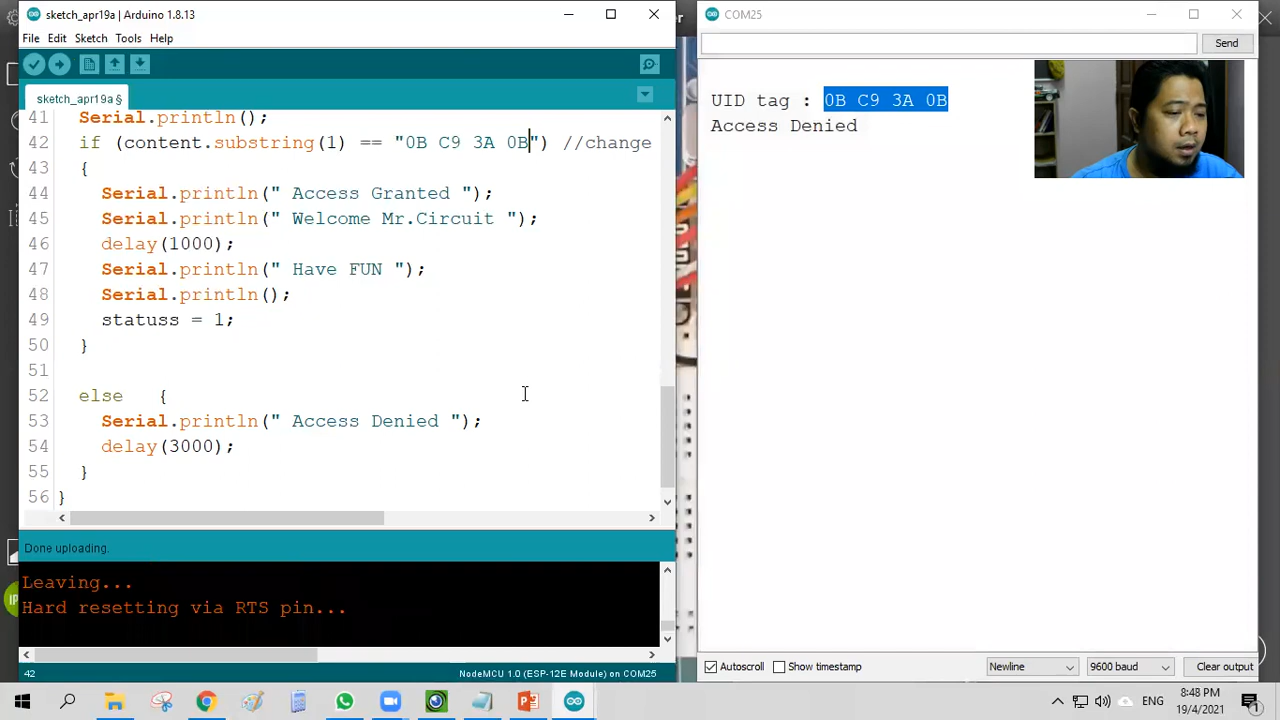 sketch_apr19a | Arduino 1.8.13
File Edit Sketch Tools Help
sketch_apr19a §
41 Serial.println();
42 if (content.substring(1) == "0B C9 3A 0B") //change
43 {
44 Serial.println(" Access Granted ");
45 Serial.println(" Welcome Mr.Circuit ");
46 delay(1000);
47 Serial.println(" Have FUN ");
48 Serial.println();
49 statuss = 1;
50 }
51
52 else {
53 Serial.println(" Access Denied ");
54 delay(3000);
55 }
56 }
Done uploading.
Leaving...
Hard resetting via RTS pin...
42 NodeMCU 1.0 (ESP-12E Module) on COM25
COM25
Send
UID tag : 0B C9 3A 0B
Access Denied
Autoscroll Show timestamp Newline 9600 baud Clear output
ENG 8:48 PM
19/4/2021